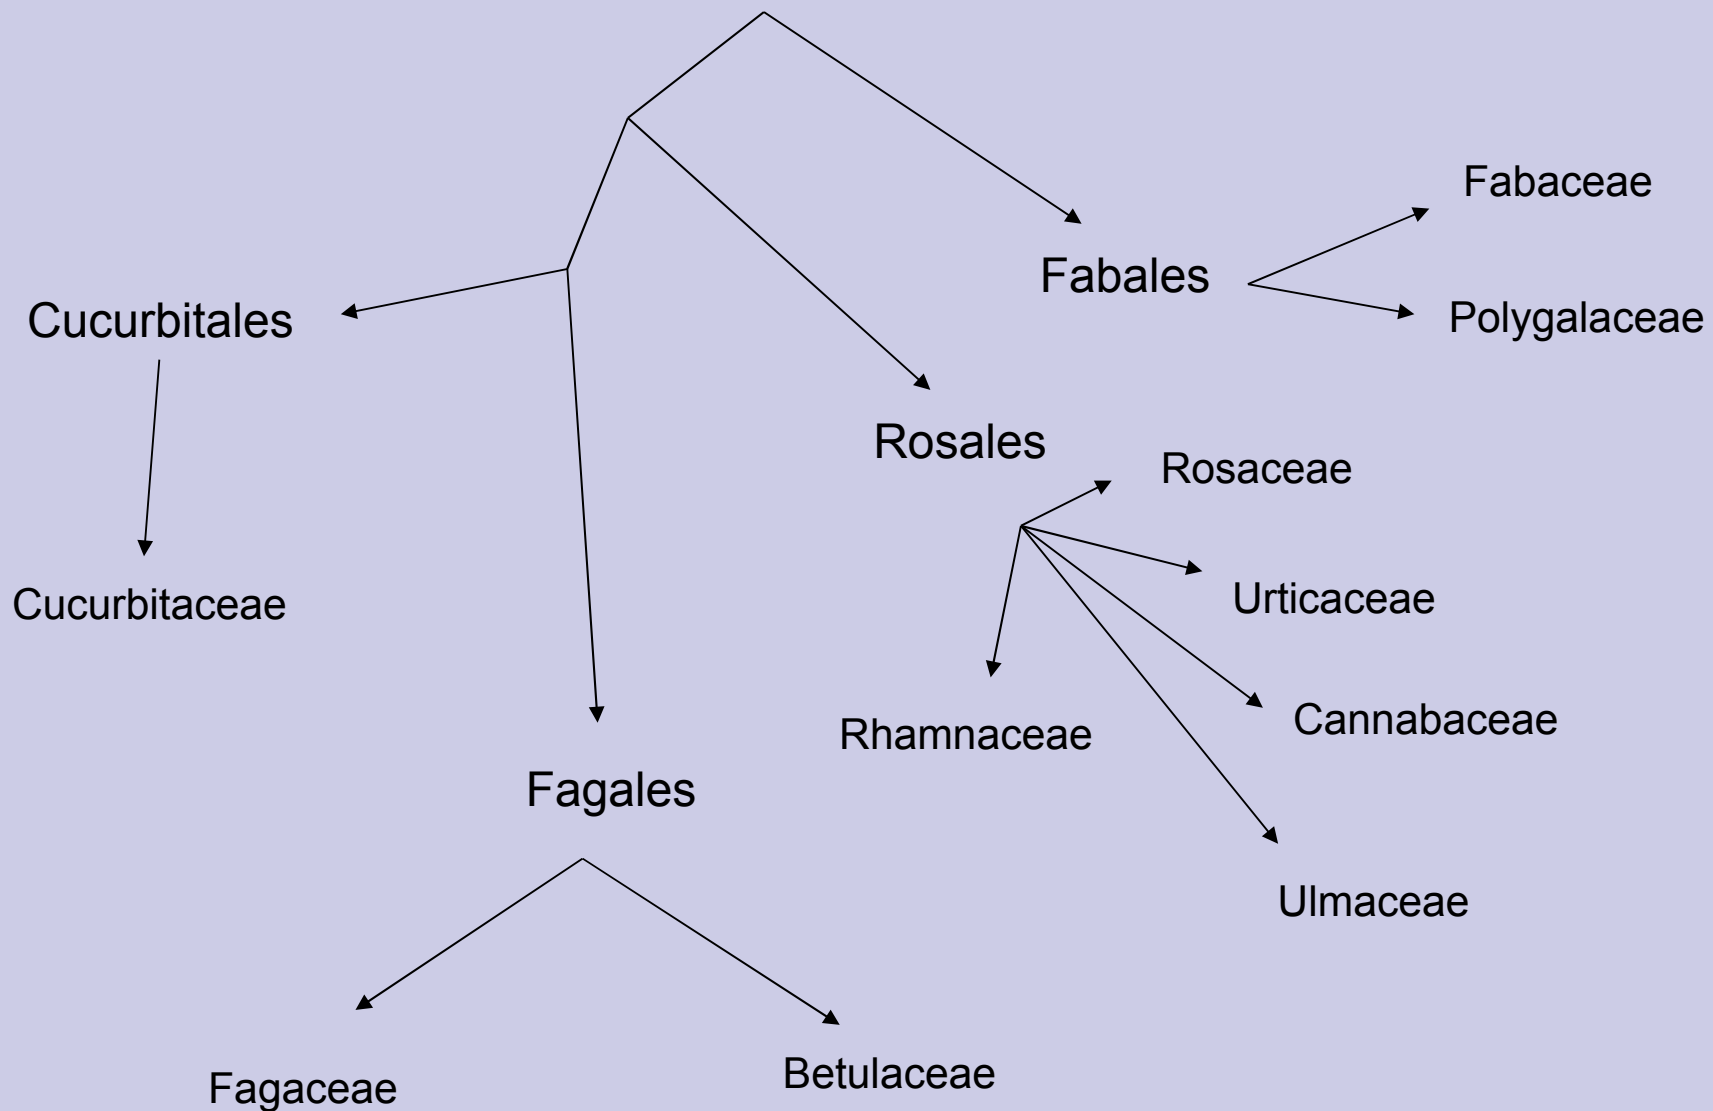 Fabaceae
Fabales
Polygalaceae
Cucurbitales
Rosales
Rosaceae
Urticaceae
Cucurbitaceae
Rhamnaceae
Cannabaceae
Fagales
Ulmaceae
Fagaceae
Betulaceae